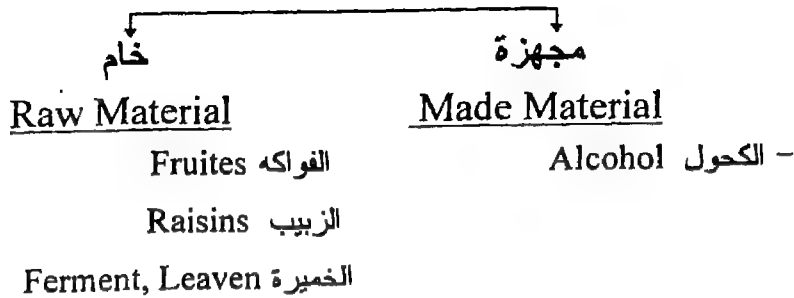 خام مجهزة
Raw Material Made Material
Fruites الفواكه – الكحول Alcohol
Raisins الزبيب
Ferment, Leaven الخميرة